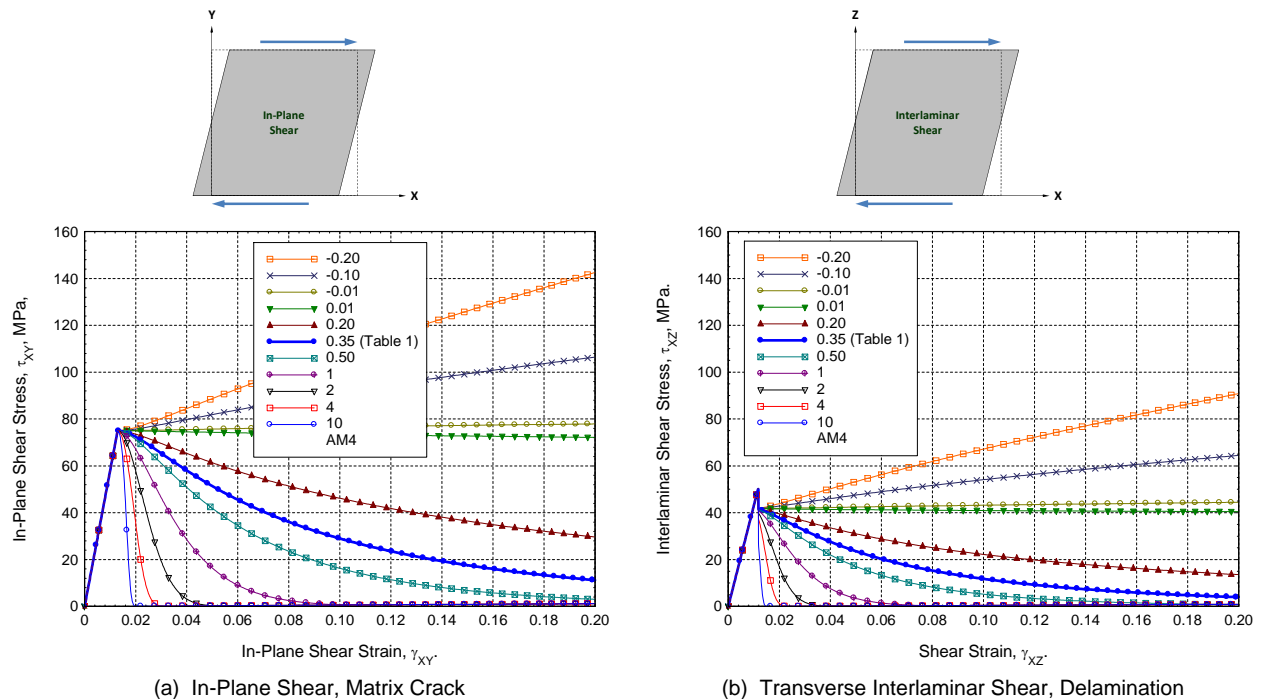 Y
In-Plane
Shear
X
Z
Interlaminar
Shear
X
In-Plane Shear Stress, τXY, MPa,
160
140
120
100
80
60
40
20
0
-0.20
-0.10
-0.01
0.01
0.20
0.35 (Table 1)
0.50
1
2
4
10
AM4
0 0.02 0.04 0.06 0.08 0.10 0.12 0.14 0.16 0.18 0.20
In-Plane Shear Strain, γXY.
(a) In-Plane Shear, Matrix Crack
Interlaminar Shear Stress, τXZ, MPa.
160
140
120
100
80
60
40
20
0
-0.20
-0.10
-0.01
0.01
0.20
0.35 (Table 1)
0.50
1
2
4
10
AM4
0 0.02 0.04 0.06 0.08 0.10 0.12 0.14 0.16 0.18 0.20
Shear Strain, γXZ.
(b) Transverse Interlaminar Shear, Delamination